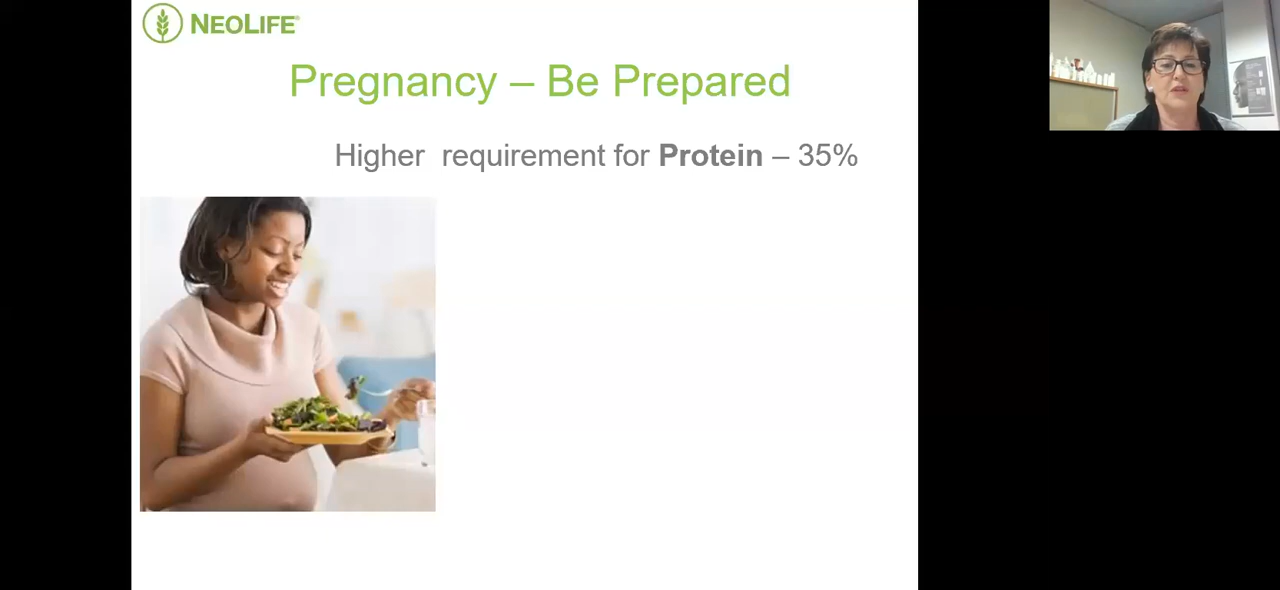 NEOLIFE®
Pregnancy – Be Prepared
Higher requirement for Protein – 35%